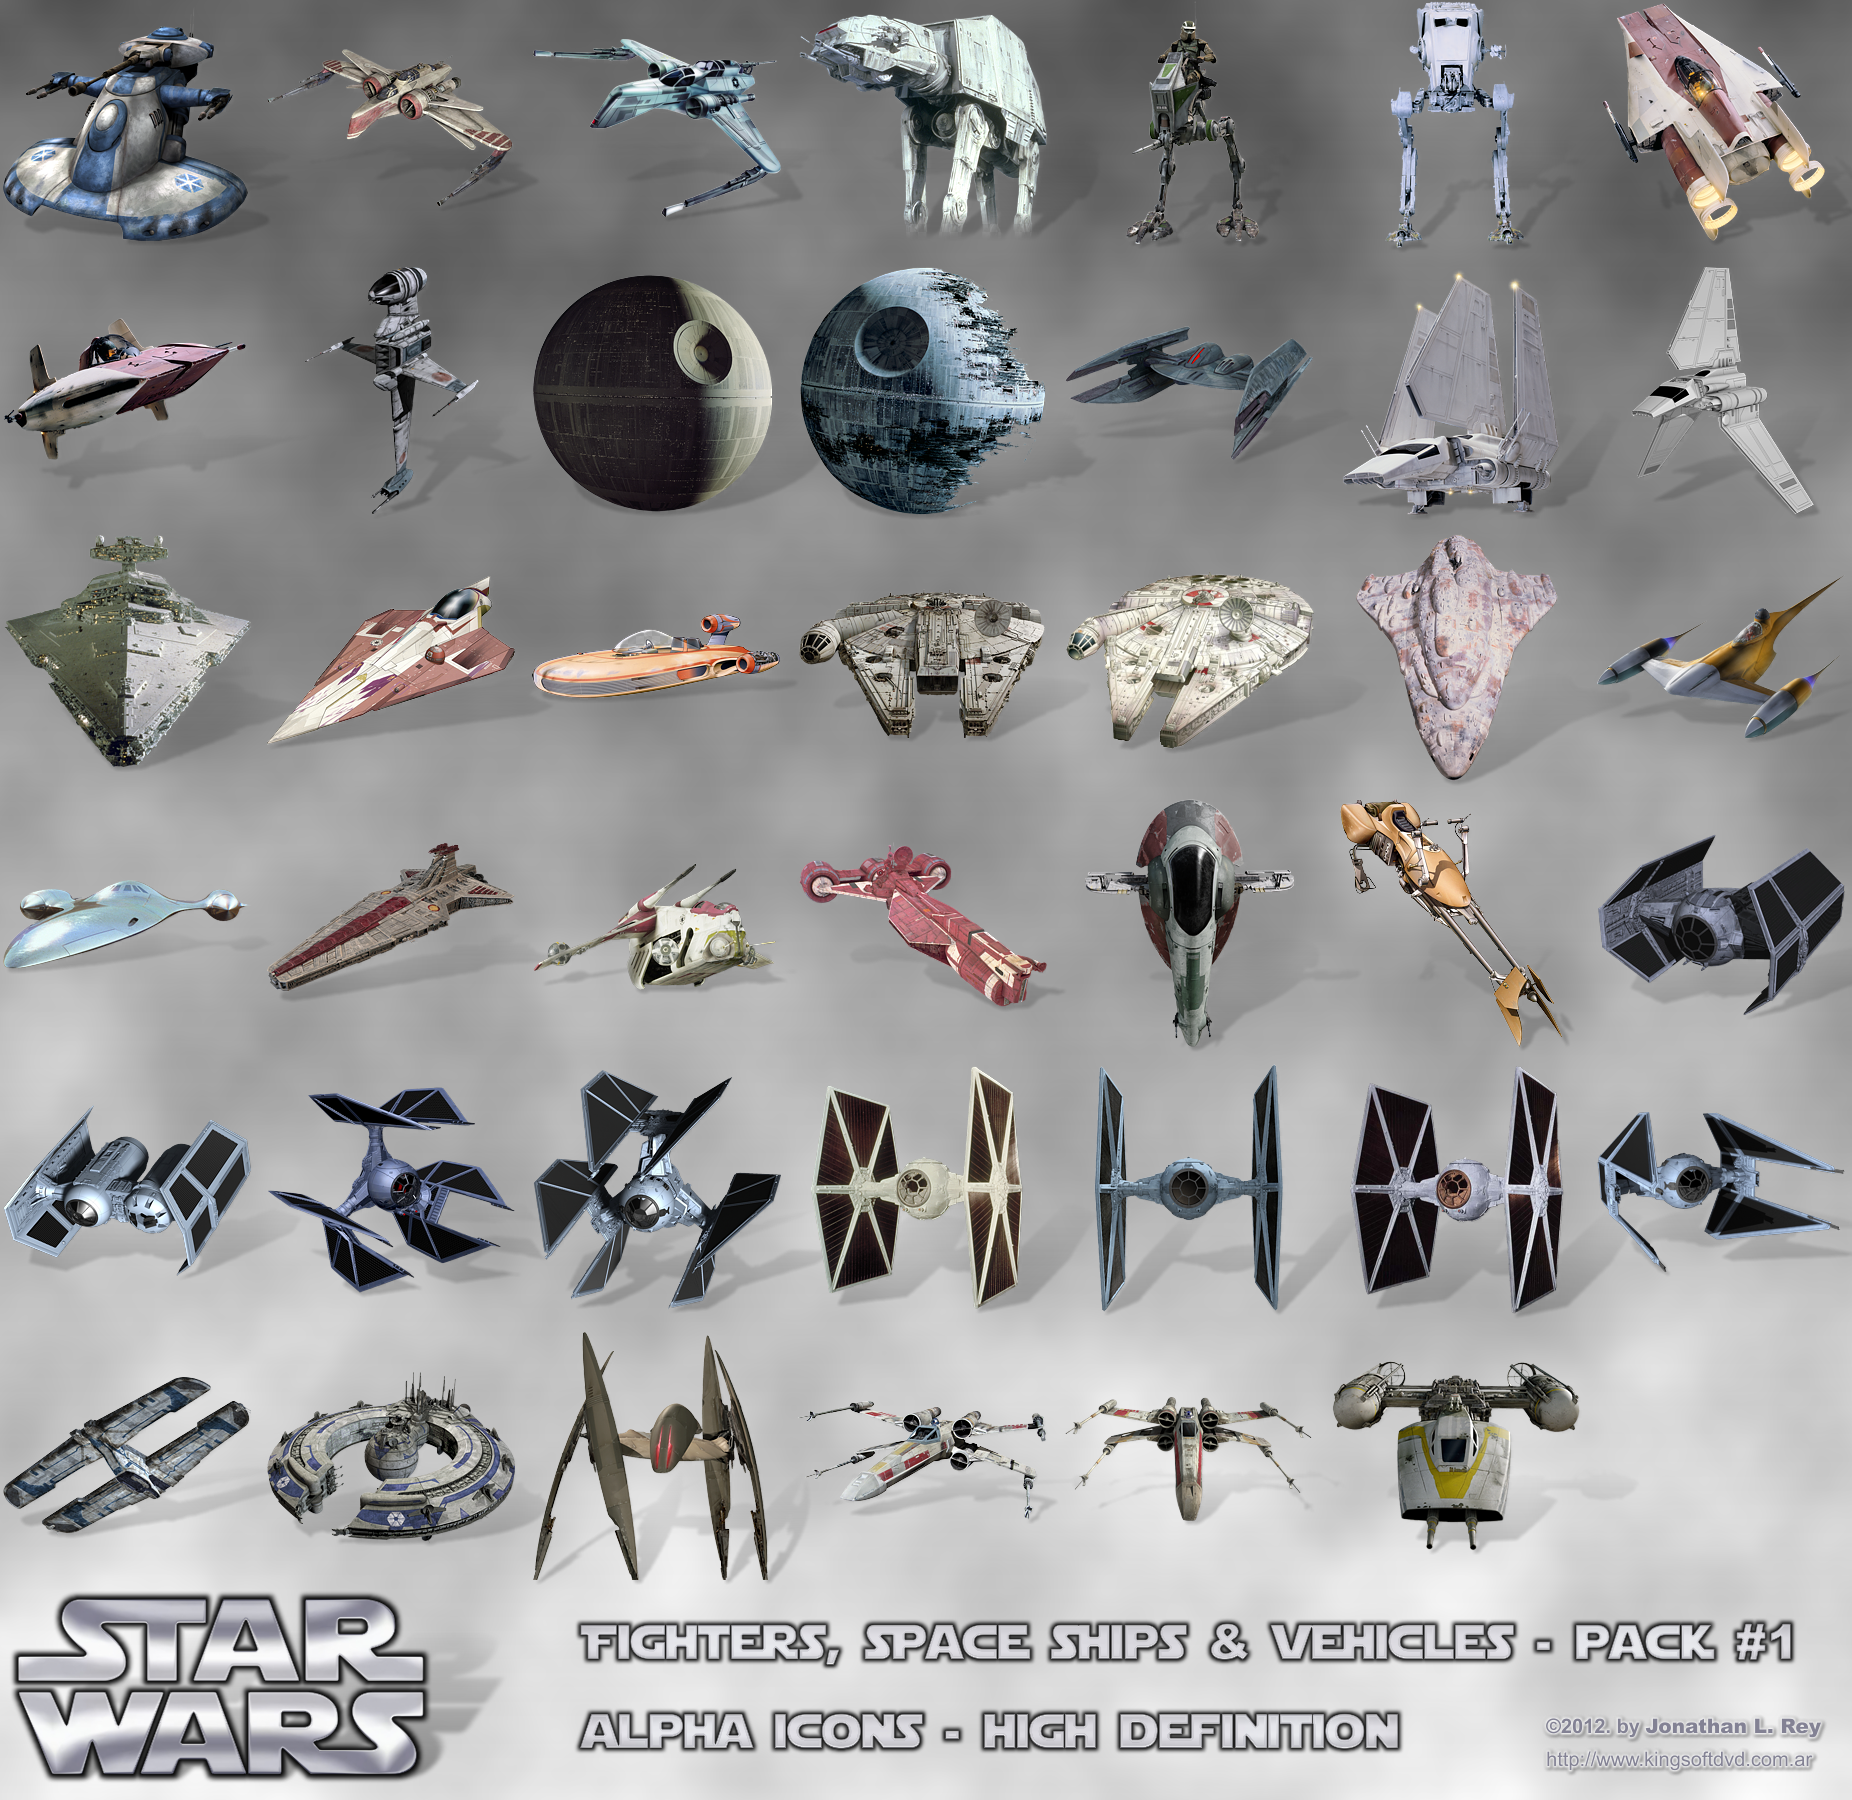 STAR
WARS
FIGHTERS, SPACE SHIPS & VEHICLES - PACK #1
ALPHA ICONS - HIGH DEFINITION
©2012. by Jonathan L. Rey
http://www.kingsoftdvd.com.ar